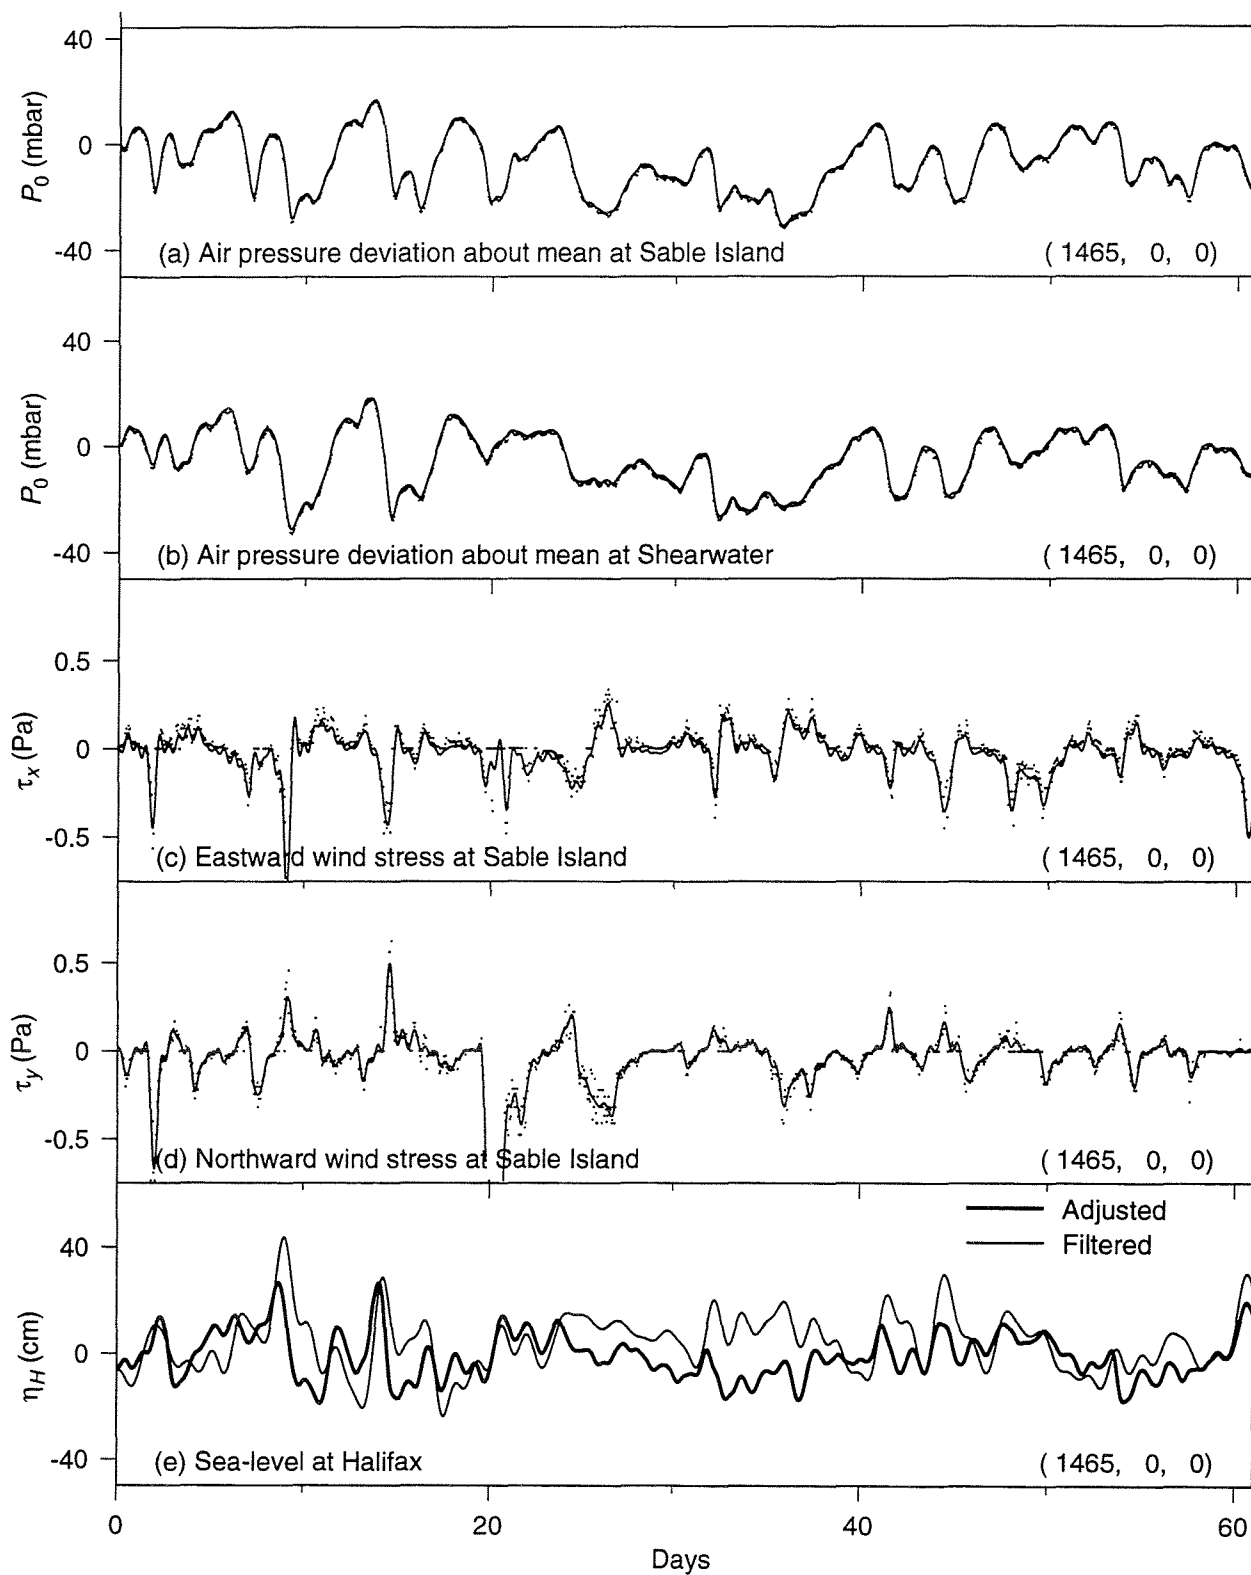 40
0
-40
P0 (mbar)
(a) Air pressure deviation about mean at Sable Island
( 1465, 0, 0)
40
0
-40
P0 (mbar)
(b) Air pressure deviation about mean at Shearwater
( 1465, 0, 0)
0.5
0
-0.5
τx (Pa)
(c) Eastward wind stress at Sable Island
( 1465, 0, 0)
0.5
0
-0.5
τy (Pa)
(d) Northward wind stress at Sable Island
( 1465, 0, 0)
Adjusted
Filtered
40
0
-40
ηH (cm)
(e) Sea-level at Halifax
( 1465, 0, 0)
0 20 40 60
Days